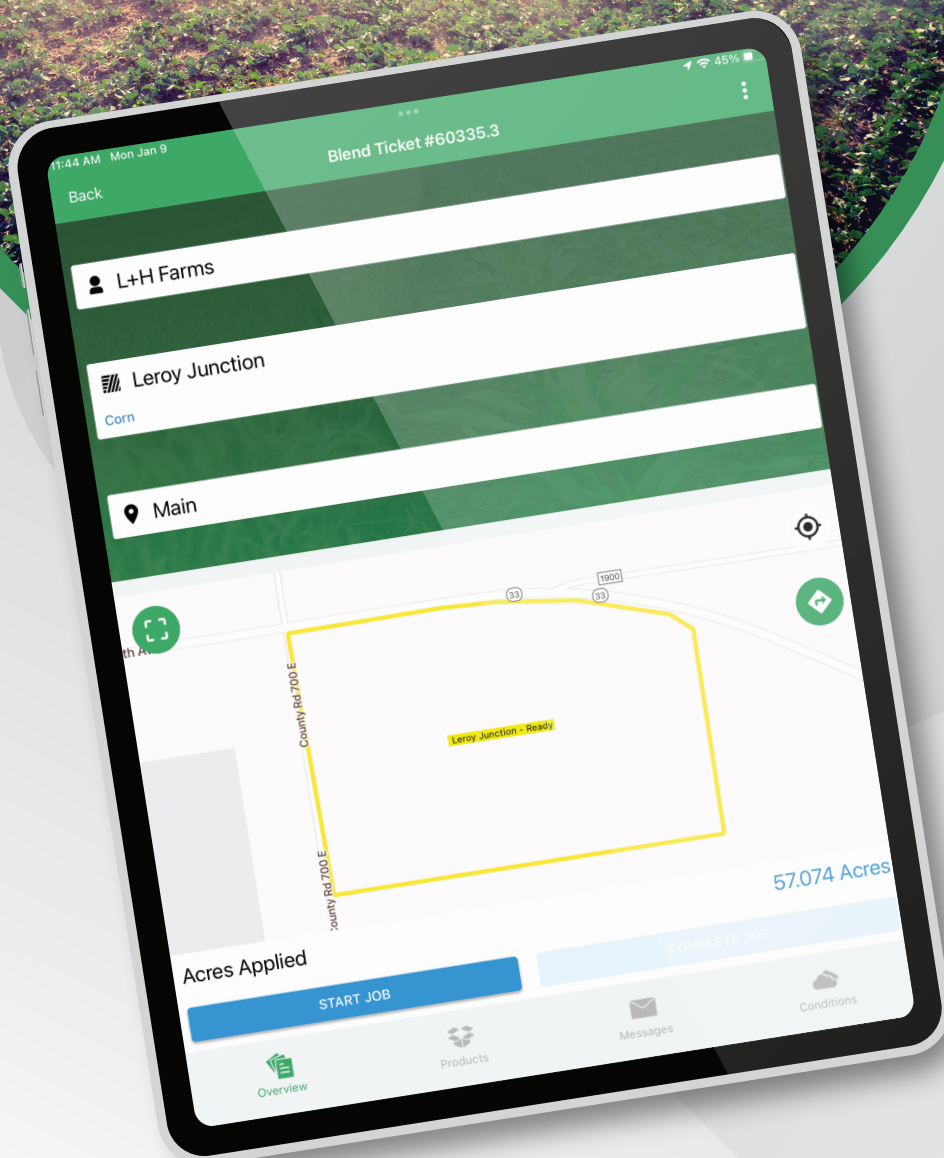 11:44 AM Mon Jan 9
45%
Back
Blend Ticket #60335.3
L+H Farms
Leroy Junction
Corn
Main
33
1900
33
th A
County Rd 700 E
Leroy Junction - Ready
County Rd 700 E
57.074 Acres
Acres Applied
START JOB
COMPLETE JOB
Overview
Products
Messages
Conditions